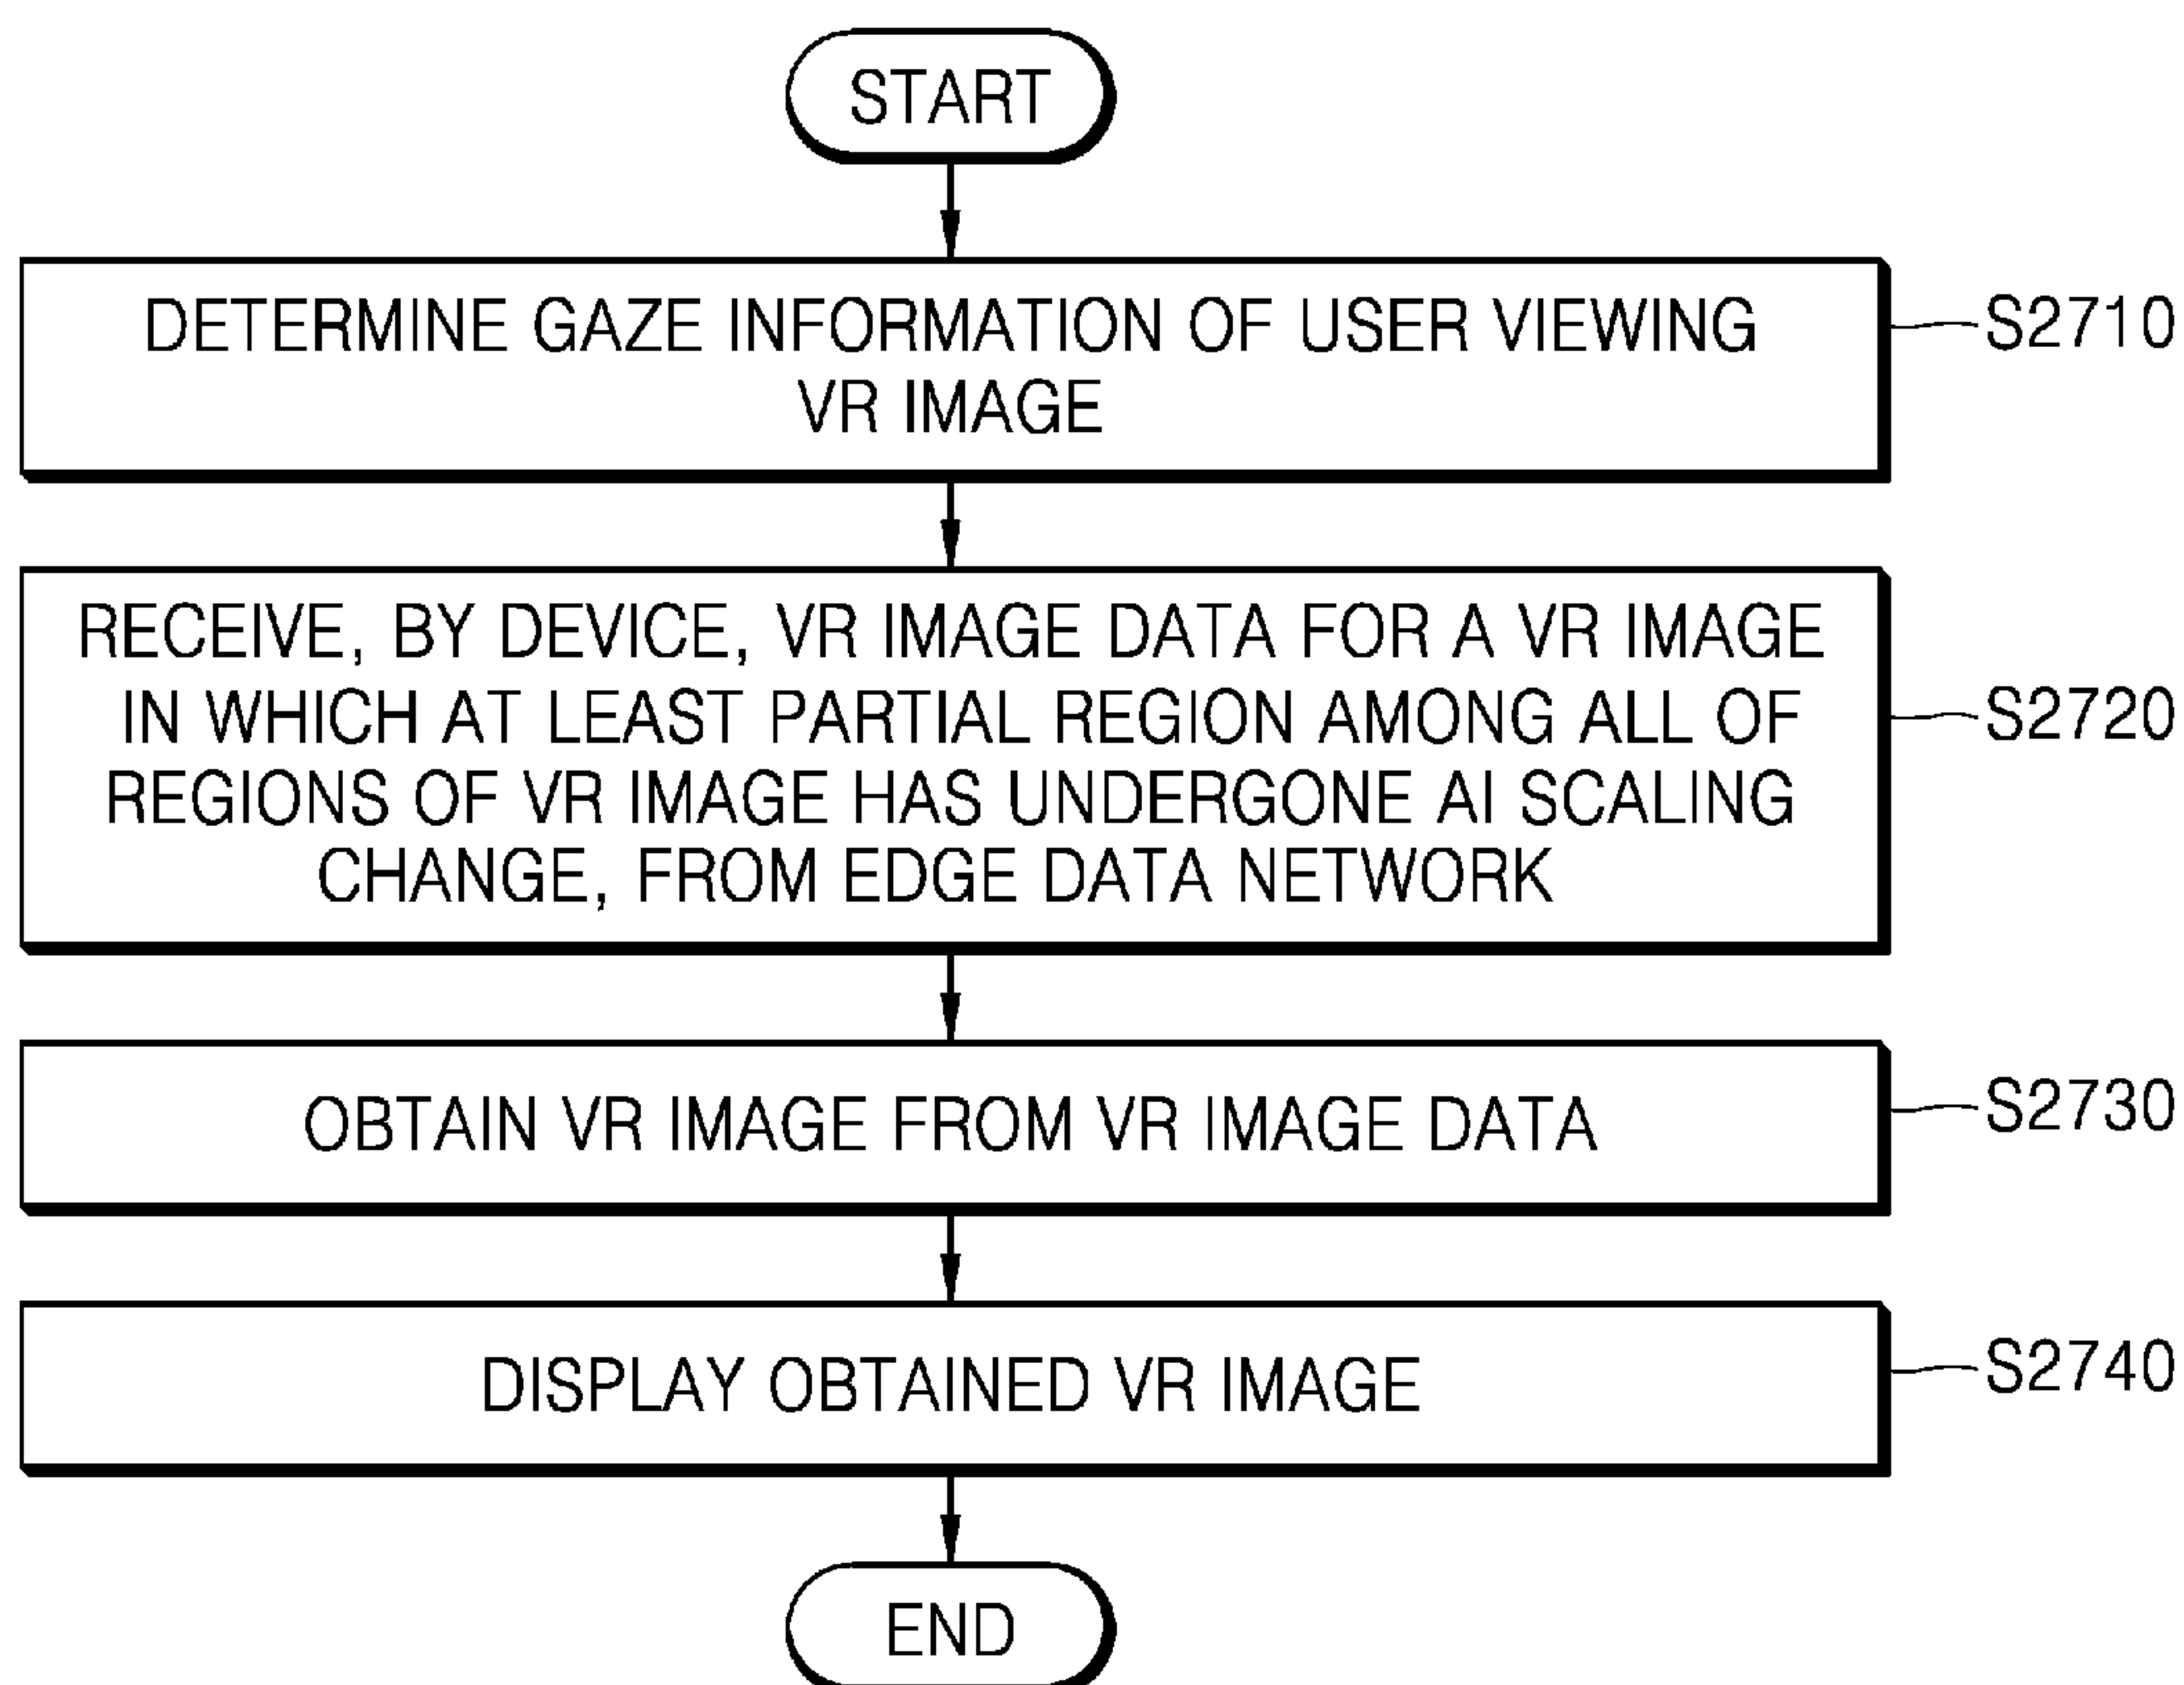 START
DETERMINE GAZE INFORMATION OF USER VIEWING
VR IMAGE
S2710
RECEIVE, BY DEVICE, VR IMAGE DATA FOR A VR IMAGE
IN WHICH AT LEAST PARTIAL REGION AMONG ALL OF
REGIONS OF VR IMAGE HAS UNDERGONE AI SCALING
CHANGE, FROM EDGE DATA NETWORK
S2720
OBTAIN VR IMAGE FROM VR IMAGE DATA
S2730
DISPLAY OBTAINED VR IMAGE
S2740
END